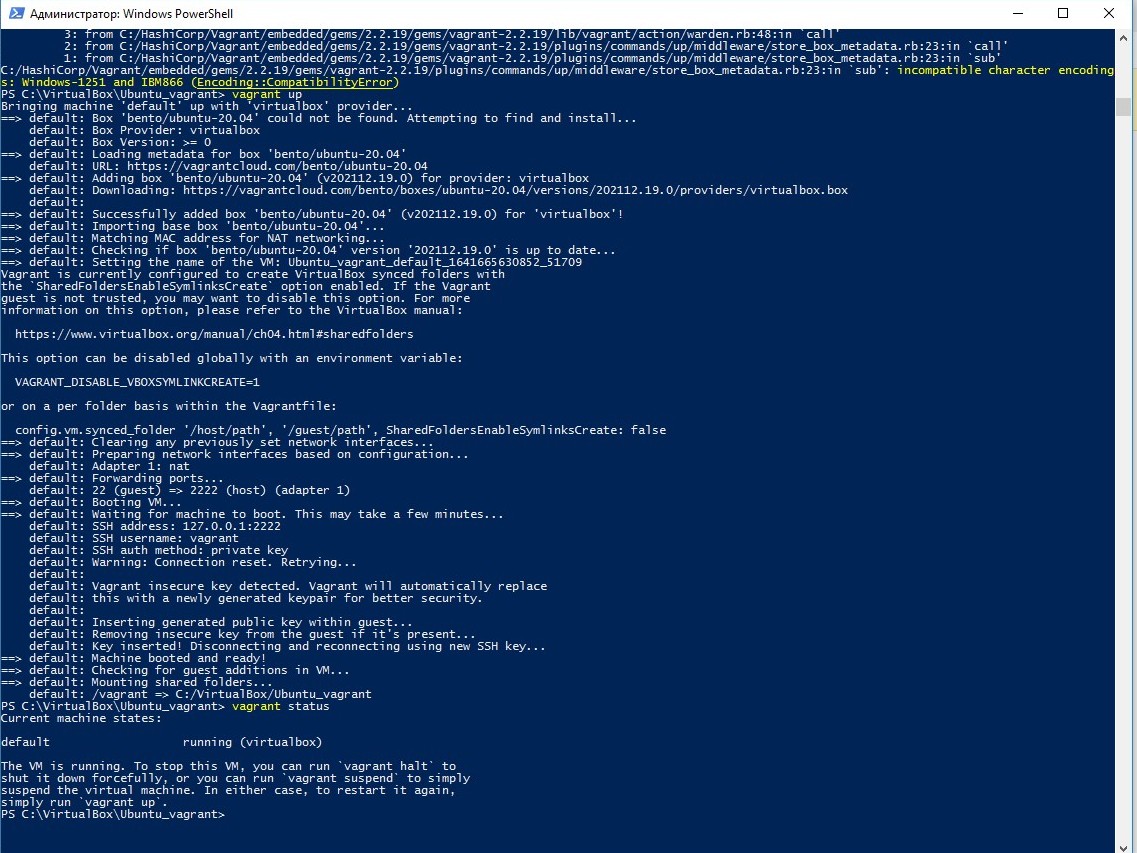 Администратор: Windows PowerShell
3: from C:/HashiCorp/Vagrant/embedded/gems/2.2.19/gems/vagrant-2.2.19/lib/vagrant/action/warden.rb:48:in `call'
2: from C:/HashiCorp/Vagrant/embedded/gems/2.2.19/gems/vagrant-2.2.19/plugins/commands/up/middleware/store_box_metadata.rb:23:in `call'
1: from C:/HashiCorp/Vagrant/embedded/gems/2.2.19/gems/vagrant-2.2.19/plugins/commands/up/middleware/store_box_metadata.rb:23:in `sub'
C:/HashiCorp/Vagrant/embedded/gems/2.2.19/gems/vagrant-2.2.19/plugins/commands/up/middleware/store_box_metadata.rb:23:in `sub': incompatible character encoding
s: Windows-1251 and IBM866 (Encoding::CompatibilityError)
PS C:\VirtualBox\Ubuntu_vagrant> vagrant up
Bringing machine 'default' up with 'virtualbox' provider...
==> default: Box 'bento/ubuntu-20.04' could not be found. Attempting to find and install...
    default: Box Provider: virtualbox
    default: Box Version: >= 0
==> default: Loading metadata for box 'bento/ubuntu-20.04'
    default: URL: https://vagrantcloud.com/bento/ubuntu-20.04
==> default: Adding box 'bento/ubuntu-20.04' (v202112.19.0) for provider: virtualbox
    default: Downloading: https://vagrantcloud.com/bento/boxes/ubuntu-20.04/versions/202112.19.0/providers/virtualbox.box
    default:
==> default: Successfully added box 'bento/ubuntu-20.04' (v202112.19.0) for 'virtualbox'!
==> default: Importing base box 'bento/ubuntu-20.04'...
==> default: Matching MAC address for NAT networking...
==> default: Checking if box 'bento/ubuntu-20.04' version '202112.19.0' is up to date...
==> default: Setting the name of the VM: Ubuntu_vagrant_default_1641665630852_51709
Vagrant is currently configured to create VirtualBox synced folders with
the `SharedFoldersEnableSymlinksCreate` option enabled. If the Vagrant
guest is not trusted, you may want to disable this option. For more
information on this option, please refer to the VirtualBox manual:
https://www.virtualbox.org/manual/ch04.html#sharedfolders
This option can be disabled globally with an environment variable:
VAGRANT_DISABLE_VBOXSYMLINKCREATE=1
or on a per folder basis within the Vagrantfile:
config.vm.synced_folder '/host/path', '/guest/path', SharedFoldersEnableSymlinksCreate: false
==> default: Clearing any previously set network interfaces...
==> default: Preparing network interfaces based on configuration...
    default: Adapter 1: nat
==> default: Forwarding ports...
    default: 22 (guest) => 2222 (host) (adapter 1)
==> default: Booting VM...
==> default: Waiting for machine to boot. This may take a few minutes...
    default: SSH address: 127.0.0.1:2222
    default: SSH username: vagrant
    default: SSH auth method: private key
    default: Warning: Connection reset. Retrying...
    default:
    default: Vagrant insecure key detected. Vagrant will automatically replace
    default: this with a newly generated keypair for better security.
    default:
    default: Inserting generated public key within guest...
    default: Removing insecure key from the guest if it's present...
    default: Key inserted! Disconnecting and reconnecting using new SSH key...
==> default: Machine booted and ready!
==> default: Checking for guest additions in VM...
==> default: Mounting shared folders...
    default: /vagrant => C:/VirtualBox/Ubuntu_vagrant
PS C:\VirtualBox\Ubuntu_vagrant> vagrant status
Current machine states:
default                   running (virtualbox)
The VM is running. To stop this VM, you can run `vagrant halt` to
shut it down forcefully, or you can run `vagrant suspend` to simply
suspend the virtual machine. In either case, to restart it again,
simply run `vagrant up`.
PS C:\VirtualBox\Ubuntu_vagrant>